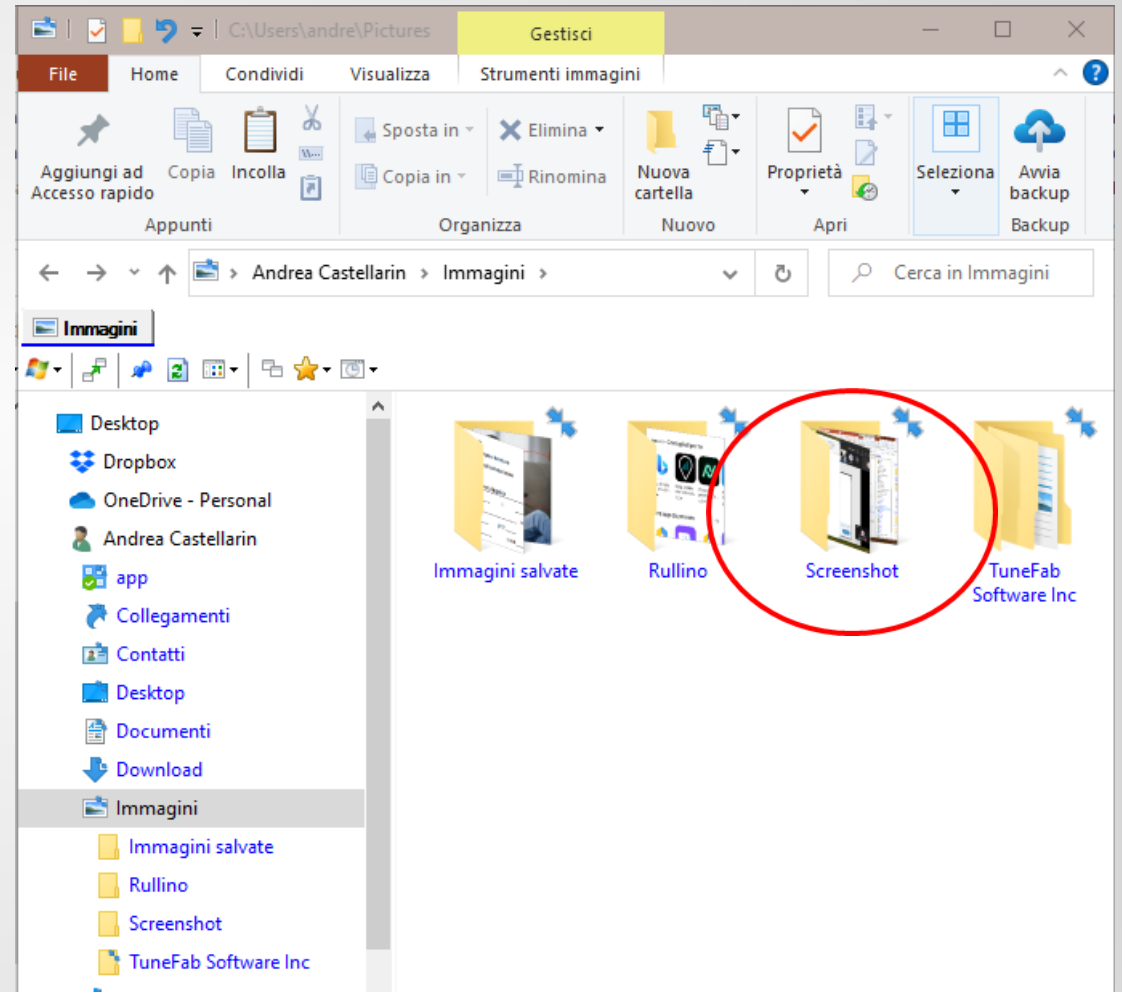 C:\Users\andre\Pictures
Gestisci
File
Home
Condividi
Visualizza
Strumenti immagini
Aggiungi ad
Accesso rapido
Copia
Incolla
Appunti
Sposta in
Copia in
Elimina
Rinomina
Organizza
Nuova
cartella
Nuovo
Proprietà
Apri
Seleziona
Avvia
backup
Backup
Andrea Castellarin
Immagini
Cerca in Immagini
Immagini
Desktop
Dropbox
OneDrive - Personal
Andrea Castellarin
app
Collegamenti
Contatti
Desktop
Documenti
Download
Immagini
Immagini salvate
Rullino
Screenshot
TuneFab Software Inc
Immagini salvate
Rullino
Screenshot
TuneFab
Software Inc